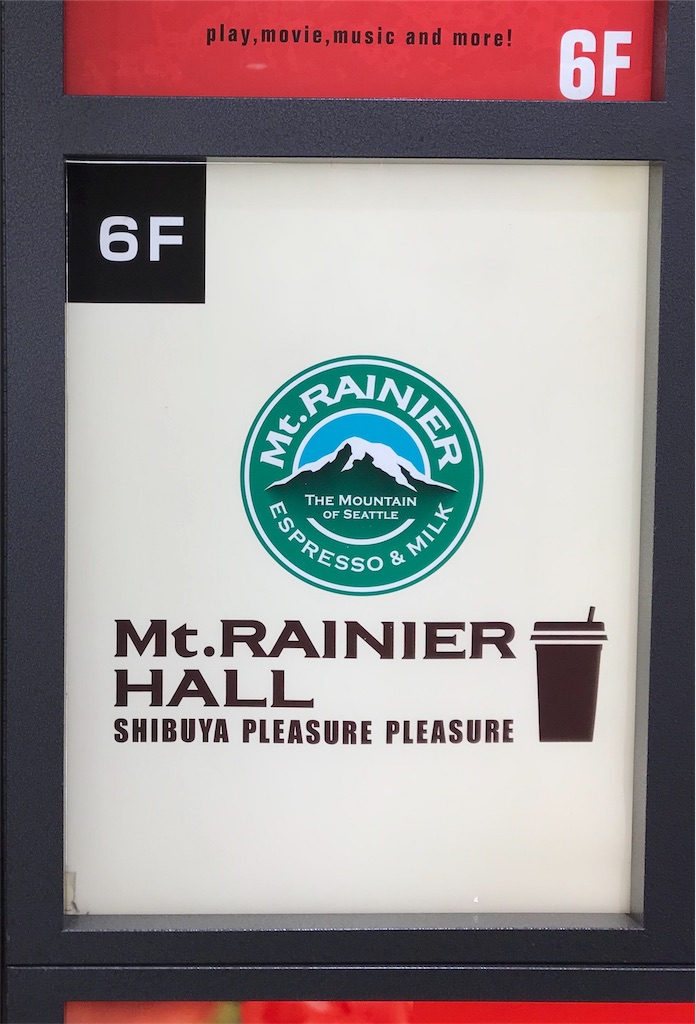 play,movie,music and more!
6F
6F
Mt.RAINIER
THE MOUNTAIN
OF SEATTLE
ESPRESSO & MILK
Mt.RAINIER
HALL
SHIBUYA PLEASURE PLEASURE